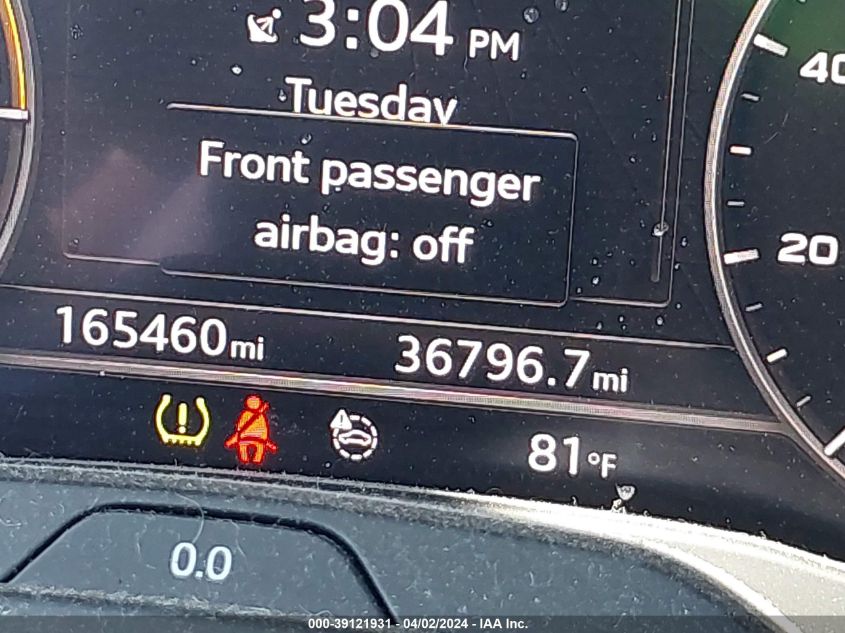 3:04 PM
Tuesday
Front passenger
airbag: off
40
20
165460mi
36796.7mi
81°F
0.0
000-39121931 - 04/02/2024 - IAA Inc.